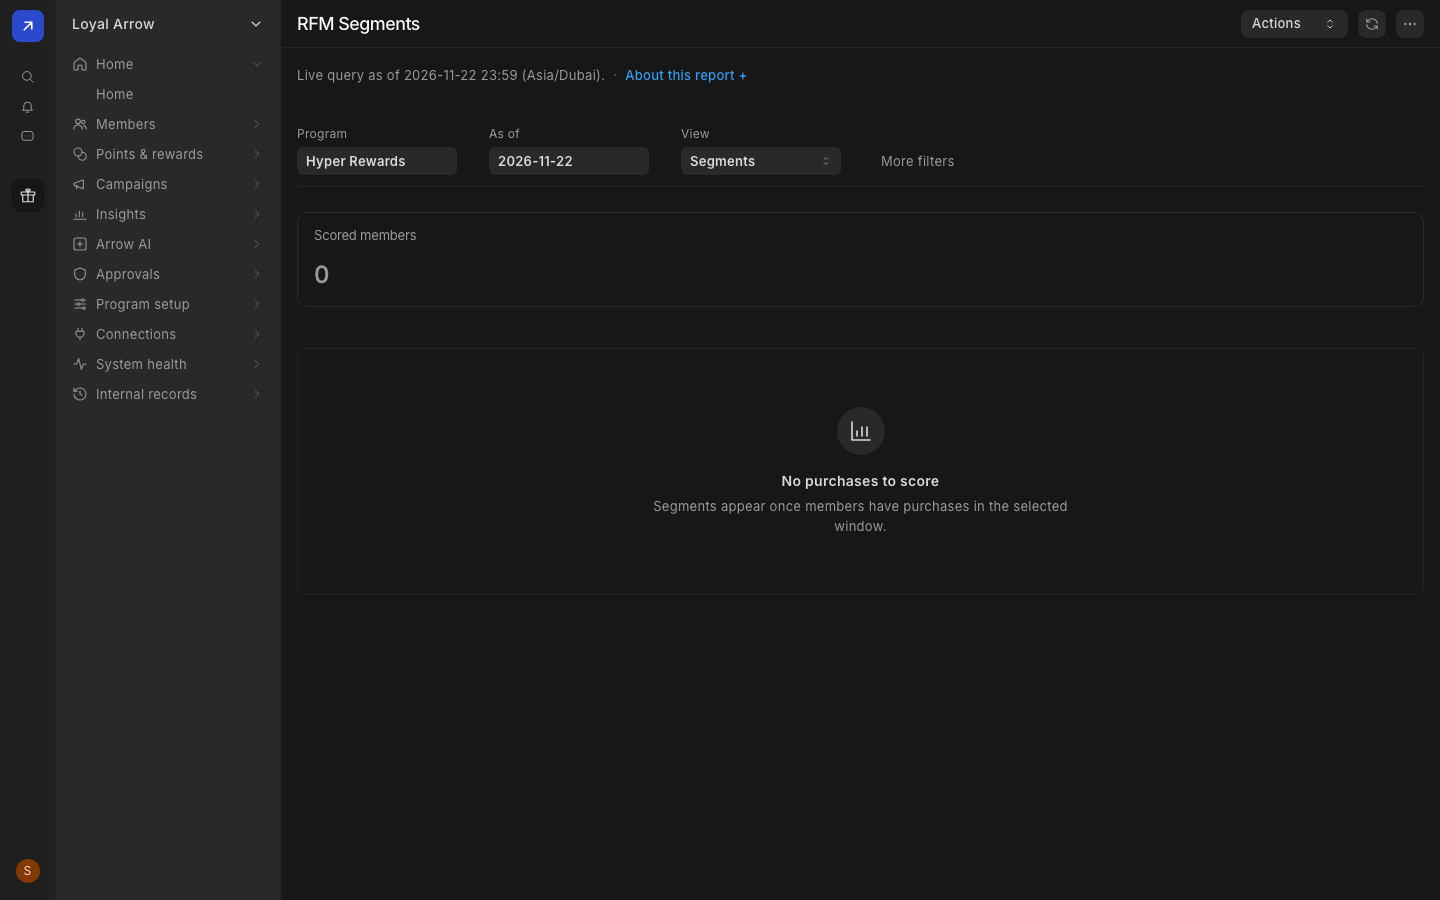 Loyal Arrow
Home
Home
Members
Points & rewards
Campaigns
Insights
Arrow AI
Approvals
Program setup
Connections
System health
Internal records
S
RFM Segments
Actions
Live query as of 2026-11-22 23:59 (Asia/Dubai). · About this report +
Program
As of
View
Hyper Rewards
2026-11-22
Segments
More filters
Scored members
0
No purchases to score
Segments appear once members have purchases in the selected
window.